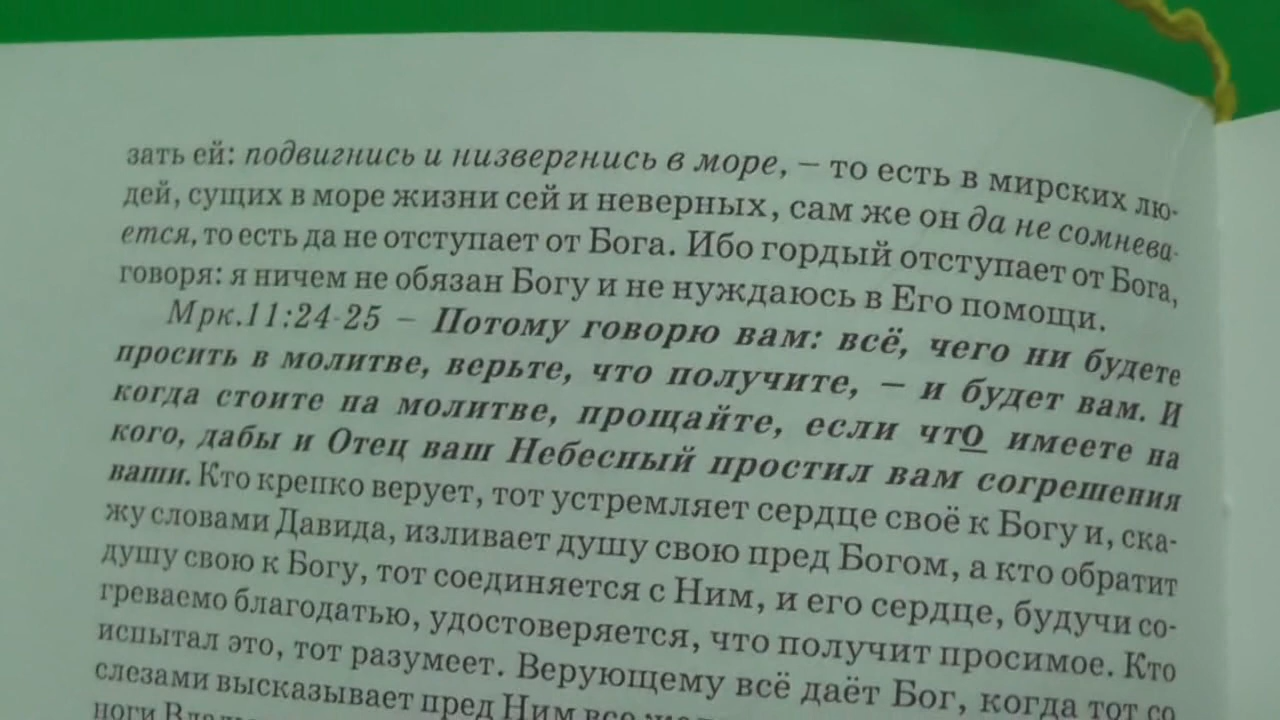 зать ей: подвигнись и низвергнись в море, – то есть в мирских лю-
дей, сущих в море жизни сей и неверных, сам же он да не сомнева-
ется, то есть да не отступает от Бога. Ибо гордый отступает от Бога,
говоря: я ничем не обязан Богу и не нуждаюсь в Его помощи.
Мрк.11:24-25 – Потому говорю вам: всё, чего ни будете
просить в молитве, верьте, что получите, – и будет вам. И
когда стоите на молитве, прощайте, если что имеете на
кого, дабы и Отец ваш Небесный простил вам согрешения
ваши. Кто крепко верует, тот устремляет сердце своё к Богу и, ска-
жу словами Давида, изливает душу свою пред Богом, а кто обратит
душу свою к Богу, тот соединяется с Ним, и его сердце, будучи со-
греваемо благодатью, удостоверяется, что получит просимое. Кто
испытал это, тот разумеет. Верующему всё даёт Бог, когда тот со
слезами высказывает пред Ним все
ноги